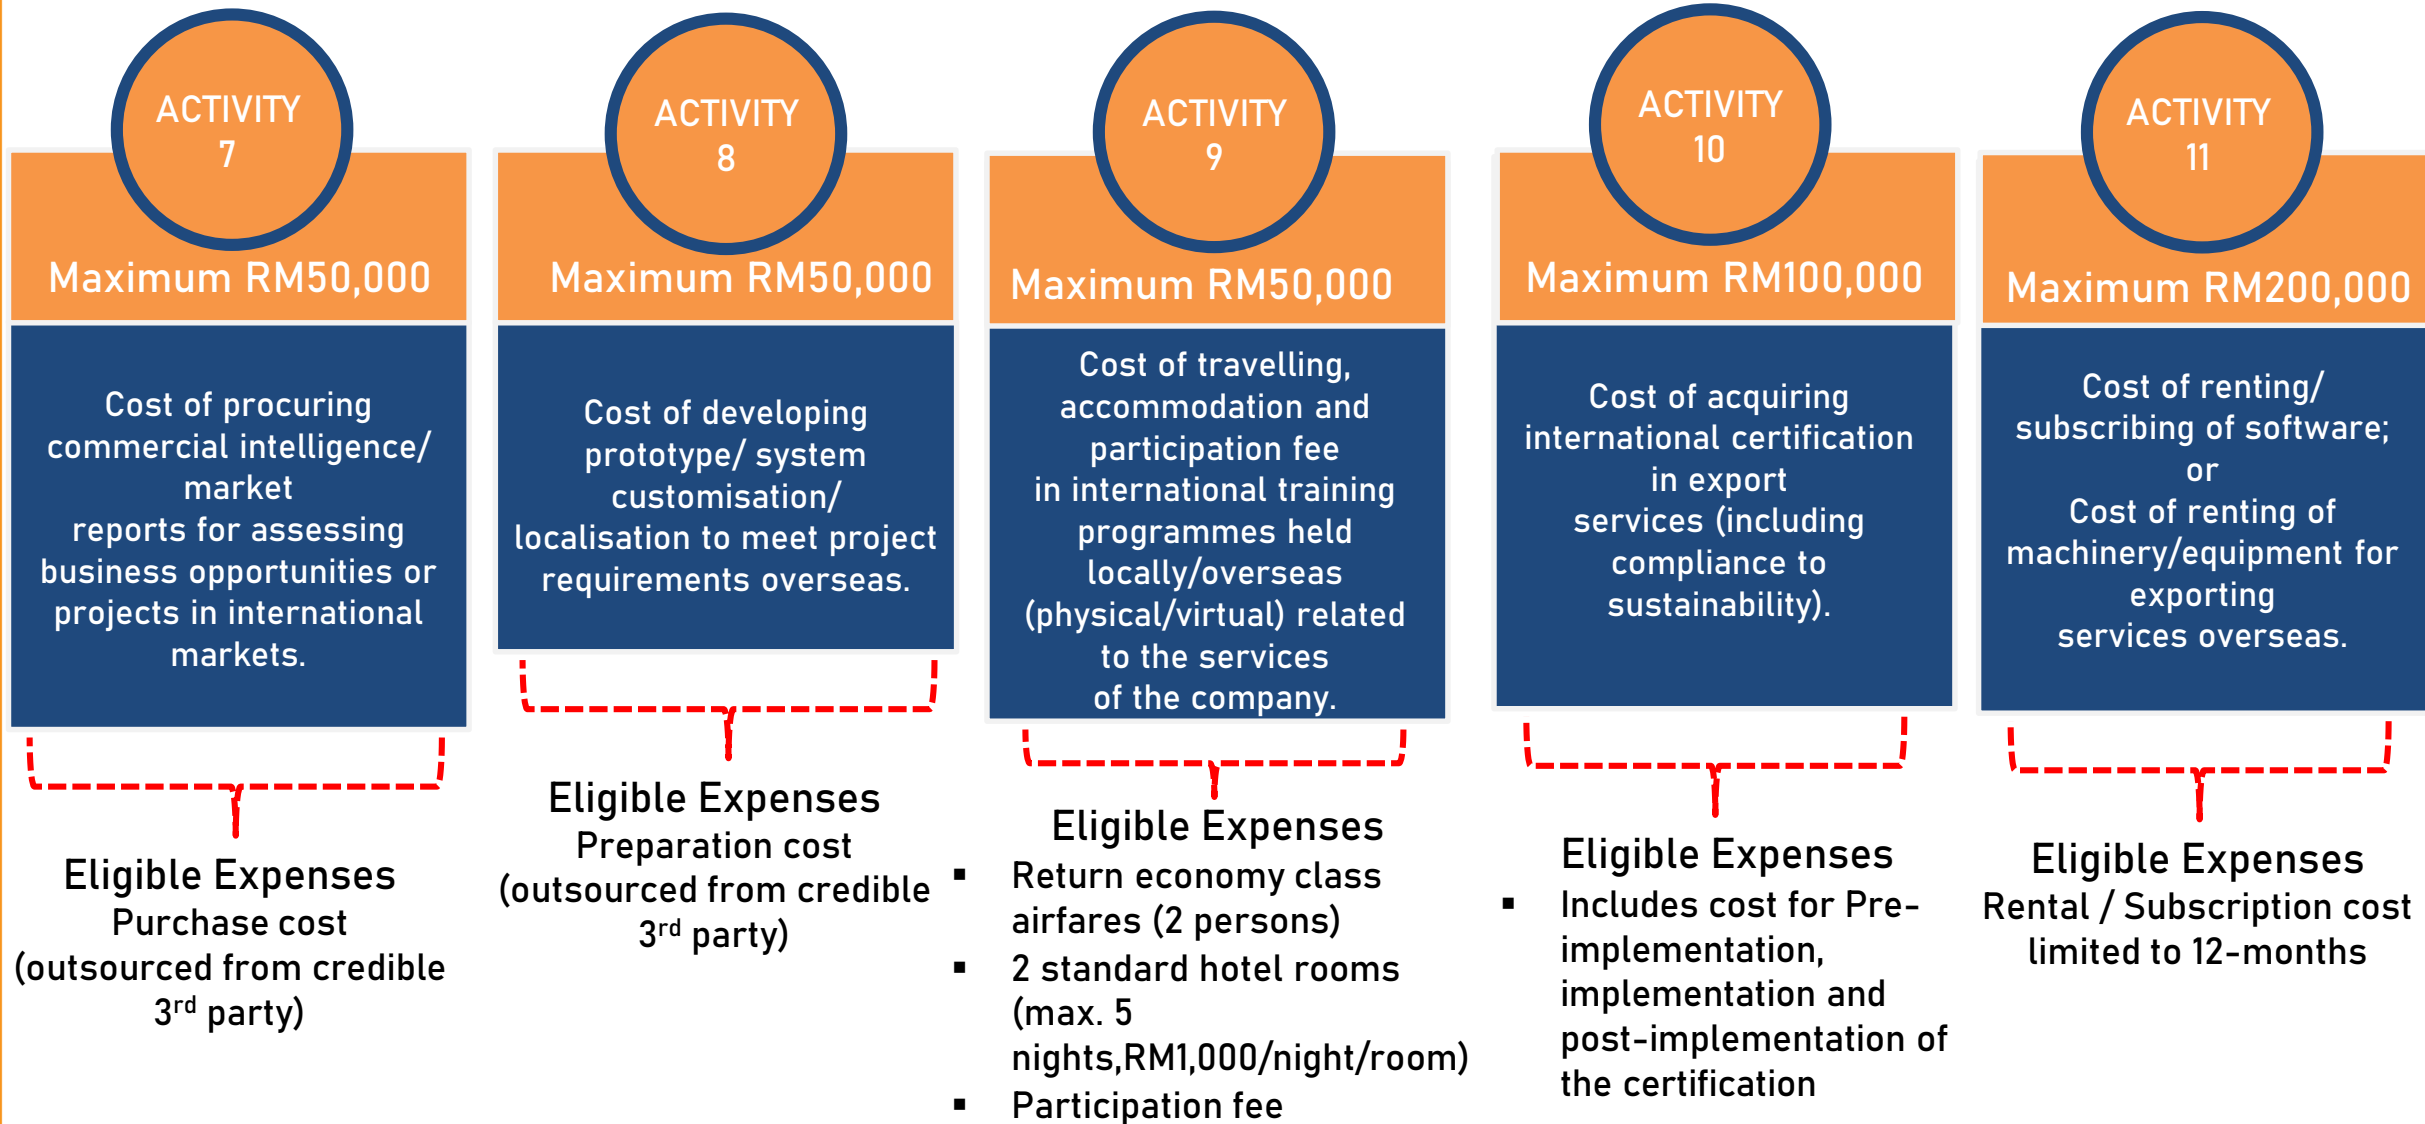 ACTIVITY
7
Maximum RM50,000
Cost of procuring
commercial intelligence/
market
reports for assessing
business opportunities or
projects in international
markets.
Eligible Expenses
Purchase cost
(outsourced from credible
3rd party)
ACTIVITY
8
Maximum RM50,000
Cost of developing
prototype/ system
customisation/
localisation to meet project
requirements overseas.
Eligible Expenses
Preparation cost
(outsourced from credible
3rd party)
ACTIVITY
9
Maximum RM50,000
Cost of travelling,
accommodation and
participation fee
in international training
programmes held
locally/overseas
(physical/virtual) related
to the services
of the company.
Eligible Expenses
▪ Return economy class
airfares (2 persons)
▪ 2 standard hotel rooms
(max. 5
nights,RM1,000/night/room)
▪ Participation fee
ACTIVITY
10
Maximum RM100,000
Cost of acquiring
international certification
in export
services (including
compliance to
sustainability).
Eligible Expenses
▪ Includes cost for Pre-
implementation,
implementation and
post-implementation of
the certification
ACTIVITY
11
Maximum RM200,000
Cost of renting/
subscribing of software;
or
Cost of renting of
machinery/equipment for
exporting
services overseas.
Eligible Expenses
Rental / Subscription cost
limited to 12-months